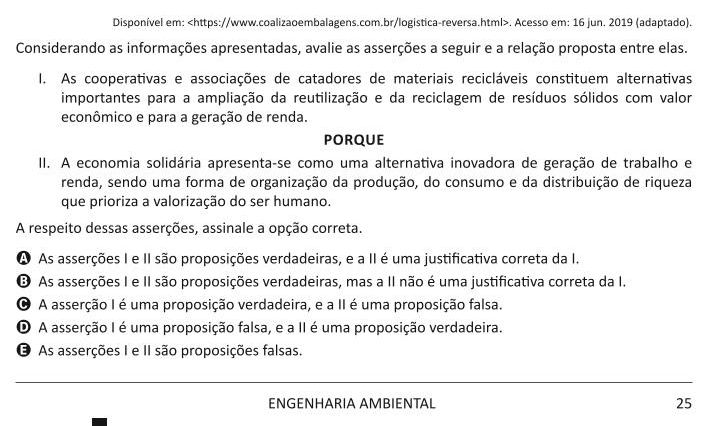 Disponível em: <https://www.coalizaoembalagens.com.br/logistica-reversa.html>. Acesso em: 16 jun. 2019 (adaptado).
Considerando as informações apresentadas, avalie as asserções a seguir e a relação proposta entre elas.
I. As cooperativas e associações de catadores de materiais recicláveis constituem alternativas
importantes para a ampliação da reutilização e da reciclagem de resíduos sólidos com valor
econômico e para a geração de renda.
PORQUE
II. A economia solidária apresenta-se como uma alternativa inovadora de geração de trabalho e
renda, sendo uma forma de organização da produção, do consumo e da distribuição de riqueza
que prioriza a valorização do ser humano.
A respeito dessas asserções, assinale a opção correta.
A As asserções I e II são proposições verdadeiras, e a II é uma justificativa correta da I.
B As asserções I e II são proposições verdadeiras, mas a II não é uma justificativa correta da I.
C A asserção I é uma proposição verdadeira, e a II é uma proposição falsa.
D A asserção I é uma proposição falsa, e a II é uma proposição verdadeira.
E As asserções I e II são proposições falsas.
ENGENHARIA AMBIENTAL 25